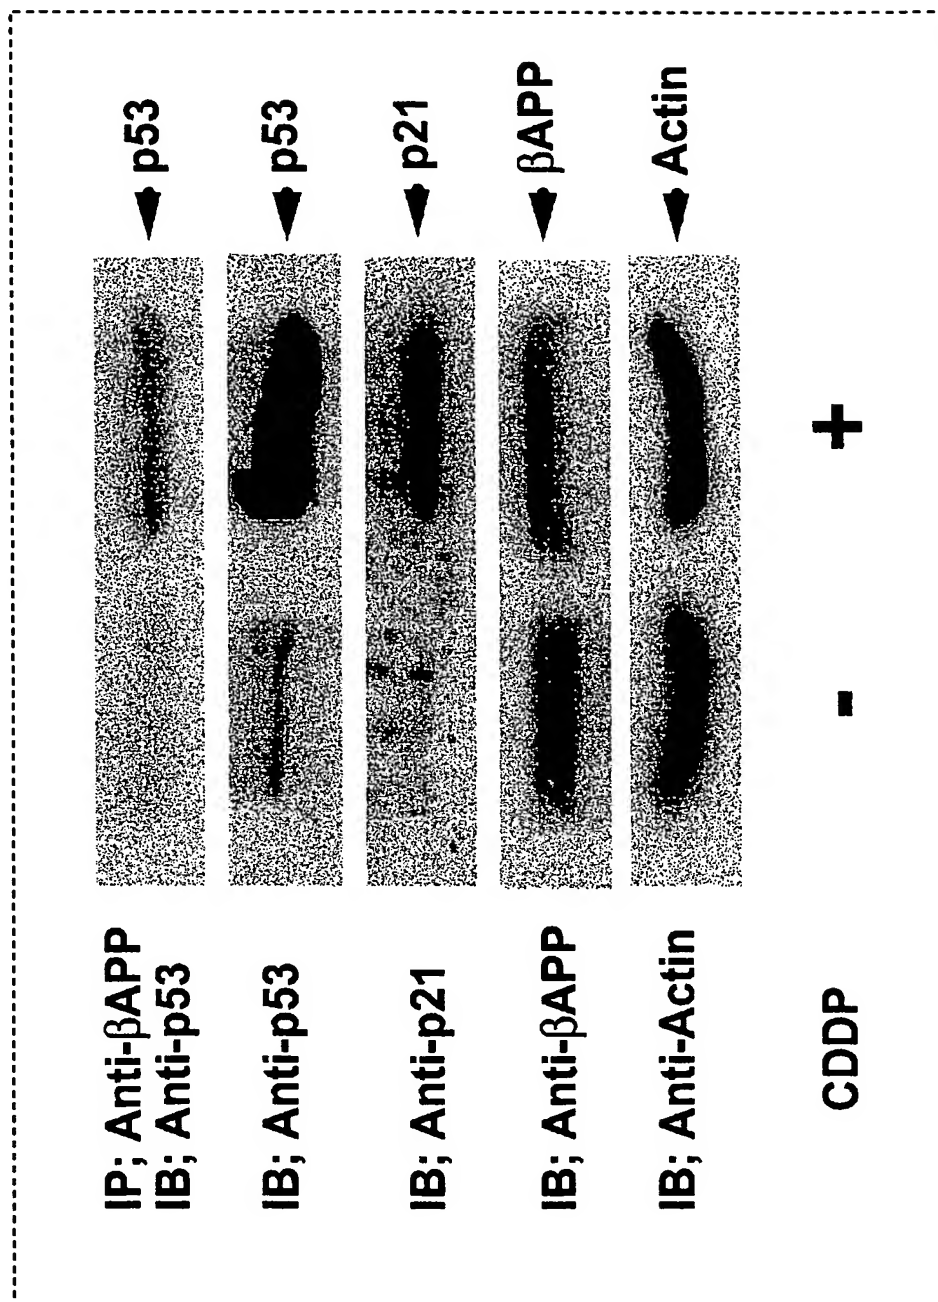 IP; Anti-βAPP
IB; Anti-p53
p53
IB; Anti-p53
p53
IB; Anti-p21
p21
IB; Anti-βAPP
βAPP
IB; Anti-Actin
Actin
CDDP - +